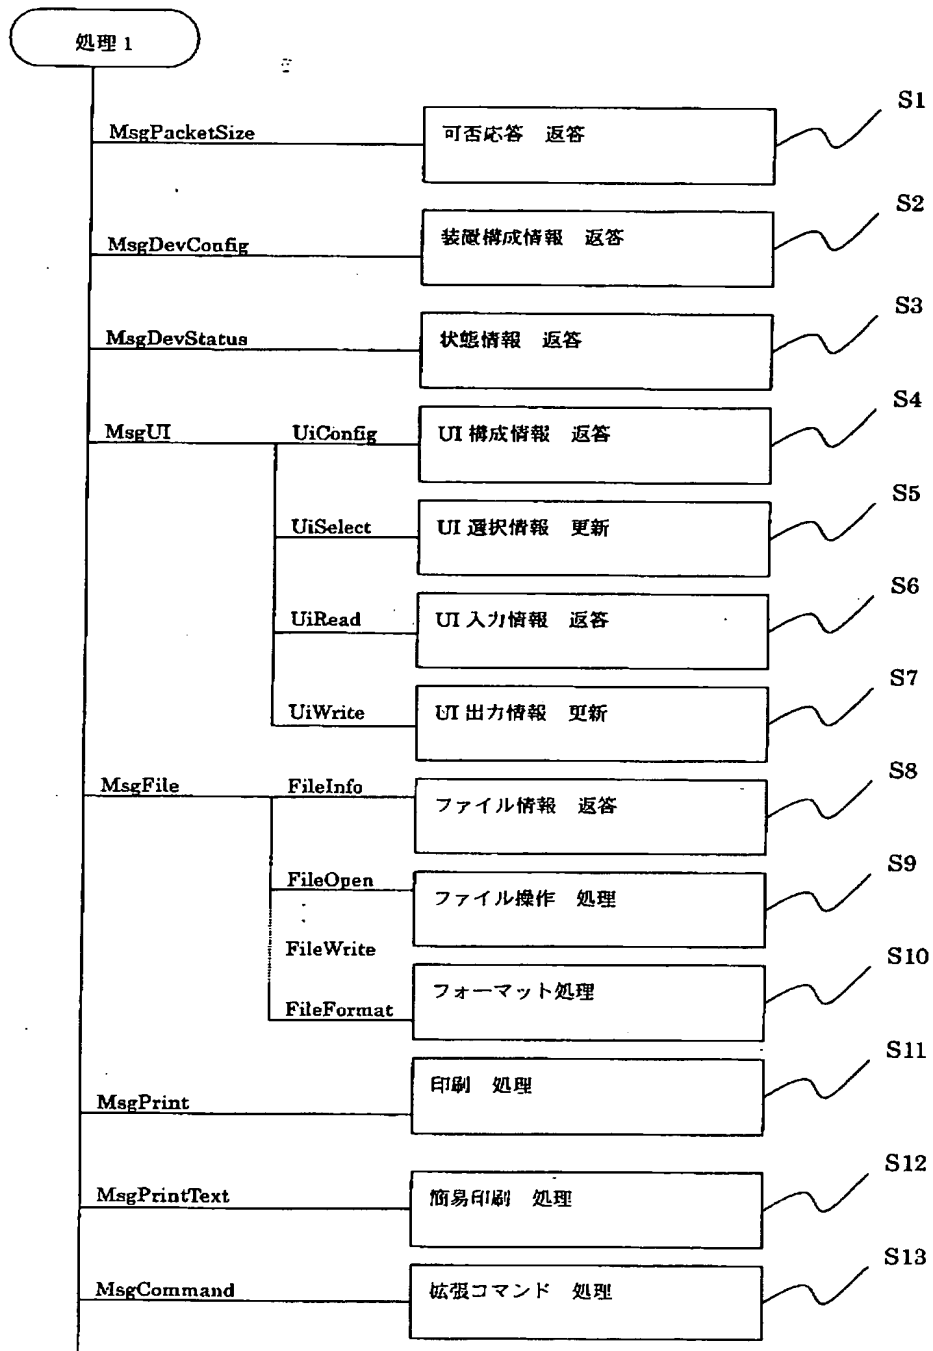 処理 1
MsgPacketSize
可否応答 返答
S1
MsgDevConfig
装置構成情報 返答
S2
MsgDevStatus
状態情報 返答
S3
MsgUI
UiConfig
UI 構成情報 返答
S4
UiSelect
UI 選択情報 更新
S5
UiRead
UI 入力情報 返答
S6
UiWrite
UI 出力情報 更新
S7
MsgFile
FileInfo
ファイル情報 返答
S8
FileOpen
ファイル操作 処理
S9
:
FileWrite
FileFormat
フォーマット処理
S10
MsgPrint
印刷 処理
S11
MsgPrintText
簡易印刷 処理
S12
MsgCommand
拡張コマンド 処理
S13